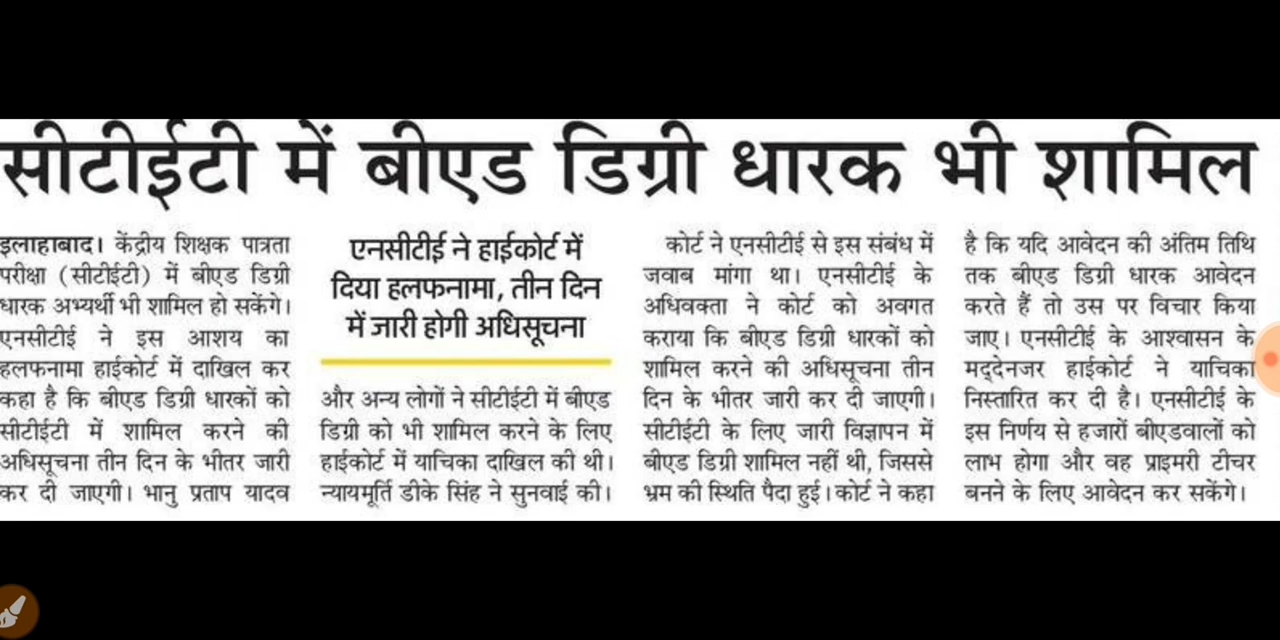 सीटीईटी में बीएड डिग्री धारक भी शामिल
इलाहाबाद। केंद्रीय शिक्षक पात्रता
परीक्षा (सीटीईटी) में बीएड डिग्री
धारक अभ्यर्थी भी शामिल हो सकेंगे।
एनसीटीई ने इस आशय का
हलफनामा हाईकोर्ट में दाखिल कर
कहा है कि बीएड डिग्री धारकों को
सीटीईटी में शामिल करने की
अधिसूचना तीन दिन के भीतर जारी
कर दी जाएगी। भानु प्रताप यादव
एनसीटीई ने हाईकोर्ट में
दिया हलफनामा, तीन दिन
में जारी होगी अधिसूचना
और अन्य लोगों ने सीटीईटी में बीएड
डिग्री को भी शामिल करने के लिए
हाईकोर्ट में याचिका दाखिल की थी।
न्यायमूर्ति डीके सिंह ने सुनवाई की।
कोर्ट ने एनसीटीई से इस संबंध में
जवाब मांगा था। एनसीटीई के
अधिवक्ता ने कोर्ट को अवगत
कराया कि बीएड डिग्री धारकों को
शामिल करने की अधिसूचना तीन
दिन के भीतर जारी कर दी जाएगी।
सीटीईटी के लिए जारी विज्ञापन में
बीएड डिग्री शामिल नहीं थी, जिससे
भ्रम की स्थिति पैदा हुई। कोर्ट ने कहा
है कि यदि आवेदन की अंतिम तिथि
तक बीएड डिग्री धारक आवेदन
करते हैं तो उस पर विचार किया
जाए। एनसीटीई के आश्वासन के
मद्देनजर हाईकोर्ट ने याचिका
निस्तारित कर दी है। एनसीटीई के
इस निर्णय से हजारों बीएडवालों को
लाभ होगा और वह प्राइमरी टीचर
बनने के लिए आवेदन कर सकेंगे।